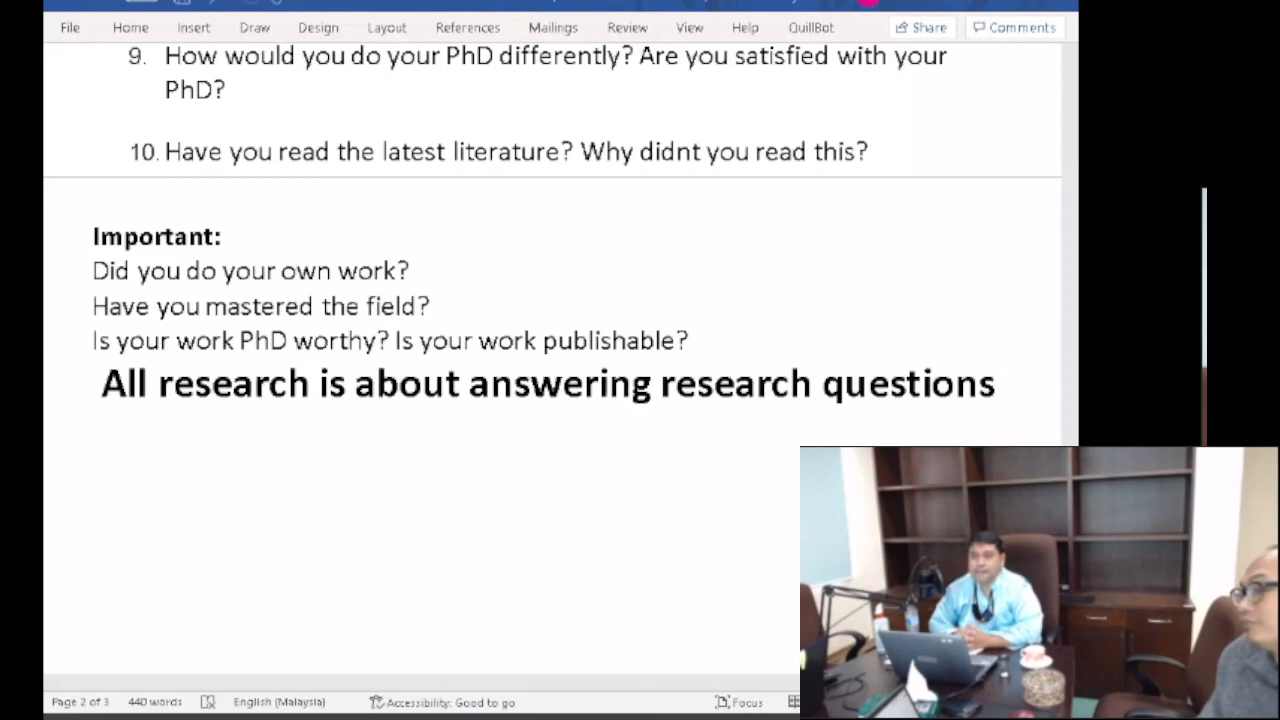 File Home Insert Draw Design Layout References Mailings Review View Help QuillBot Share Comments
9. How would you do your PhD differently? Are you satisfied with your
PhD?
10. Have you read the latest literature? Why didnt you read this?
Important:
Did you do your own work?
Have you mastered the field?
Is your work PhD worthy? Is your work publishable?
All research is about answering research questions
Page 2 of 3 440 words English (Malaysia) Accessibility: Good to go Focus